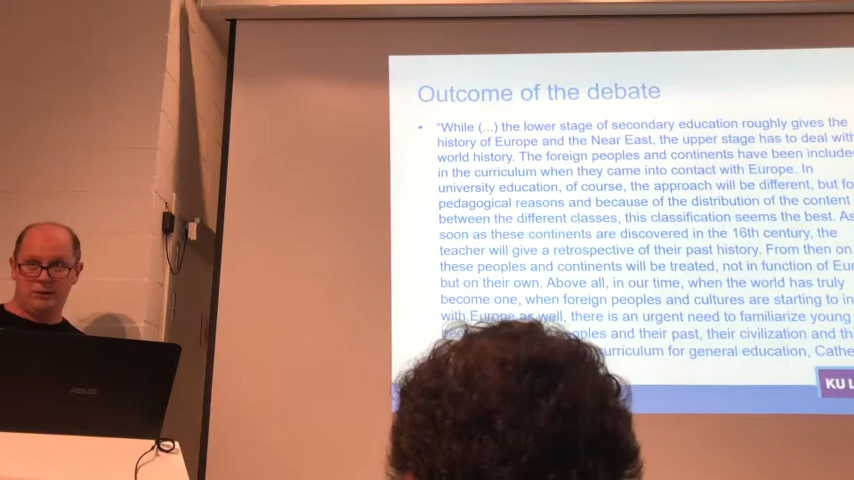 Outcome of the debate
• "While (...) the lower stage of secondary education roughly gives the
history of Europe and the Near East, the upper stage has to deal with
world history. The foreign peoples and continents have been include
in the curriculum when they came into contact with Europe. In
university education, of course, the approach will be different, but fo
pedagogical reasons and because of the distribution of the content
between the different classes, this classification seems the best. As
soon as these continents are discovered in the 16th century, the
teacher will give a retrospective of their past history. From then on
these peoples and continents will be treated, not in function of Eur
but on their own. Above all, in our time, when the world has truly
become one, when foreign peoples and cultures are starting to in
with Europe as well, there is an urgent need to familiarize young
oples and their past, their civilization and the
urriculum for general education, Cathe
KU L
ASUS